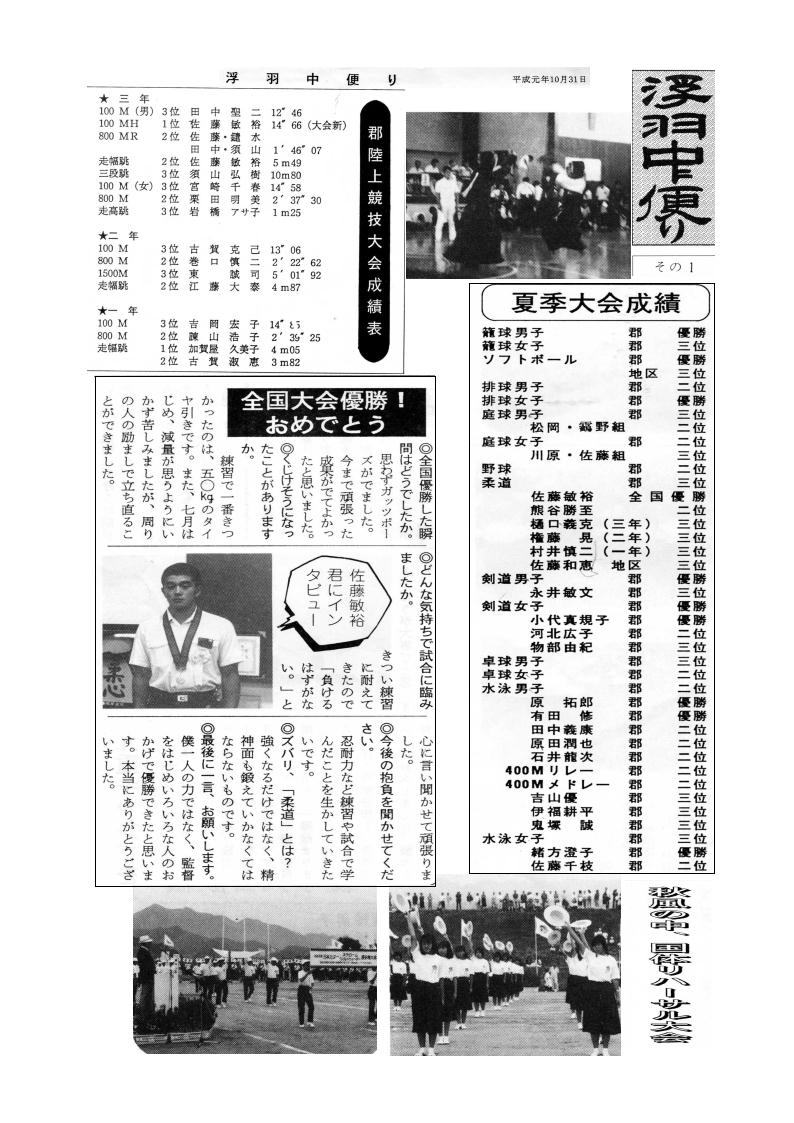 浮羽中便り
平成元年10月31日
浮羽中便り
その1
郡陸上競技大会成績表
★ 三 年
100 M (男) 3位 田中聖二 12″46
100 MH 1位 佐藤敏裕 14″66 (大会新)
800 MR 2位 佐藤・鑓水
田中・須山 1′46″07
走幅跳 2位 佐藤敏裕 5m49
三段跳 3位 須山弘樹 10m80
100 M (女) 3位 宮崎千春 14″58
800 M 2位 栗田明美 2′37″30
走高跳 3位 岩橋アサ子 1m25
★二 年
100 M 3位 古賀克己 13″06
800 M 2位 巻口慎二 2′22″62
1500M 3位 東誠司 5′01″92
走幅跳 2位 江藤大泰 4m87
★一 年
100 M 3位 吉岡宏子 14″
800 M 2位 諫山浩子 2′39″25
走幅跳 1位 加賀屋久美子 4m05
2位 古賀淑恵 3m82
夏季大会成績
籠球男子 郡 優勝
籠球女子 郡 三位
ソフトボール 郡 優勝
地区 三位
排球男子 郡 二位
排球女子 郡 優勝
庭球男子 郡 三位
松岡・野組 二位
庭球女子 郡 二位
川原・佐藤組 三位
野球 郡 二位
柔道 郡 三位
佐藤敏裕 全国優勝
熊谷勝至 二位
樋口義克(三年) 三位
権藤 晃(二年) 三位
村井慎二(一年) 三位
佐藤和恵 地区 三位
剣道男子 郡 優勝
永井敏文 郡 三位
剣道女子 郡 優勝
小代真規子 郡 優勝
河北広子 郡 二位
物部由紀 郡 三位
卓球男子 郡 三位
卓球女子 郡 二位
水泳男子 郡 二位
原 拓郎 郡 優勝
有田 修 郡 優勝
田中義康 郡 二位
原田潤也 郡 二位
石井龍次 郡 二位
400Mリレー 郡 二位
400Mメドレー 郡 二位
吉山優 郡 三位
伊福耕平 郡 三位
鬼塚 誠 郡 三位
水泳女子 郡 三位
緒方澄子 郡 優勝
佐藤千枝 郡 二位
全国大会優勝!
おめでとう
◎全国優勝した瞬
間はどうでしたか。
思わずガッツポー
ズがでました。
今まで頑張った
成果がでてよかっ
たと思いました。
◎くじけそうになっ
たことがあります
か。
練習で一番きつ
かったのは、五〇kgのタイ
ヤ引きです。また、七月は
じめ、減量が思うようにい
かず苦しみましたが、周り
の人の励ましで立ち直るこ
とができました。
◎どんな気持ちで試合に臨み
ましたか。
佐藤敏裕
君にイン
タビュー
きつい練習
に耐えて
きたので
「負ける
はずがな
い。」と
心に言い聞かせて頑張りま
した。
◎今後の抱負を聞かせてくだ
さい。
忍耐力など練習や試合で学
んだことを生かしていきた
いです。
◎ズバリ、「柔道」とは?
強くなるだけではなく、精
神面も鍛えていかなくては
ならないものです。
◎最後に一言、お願いします。
僕一人の力ではなく、監督
をはじめいろいろな人のお
かげで優勝できたと思いま
す。本当にありがとうござ
いました。
柔心
秋風の中、国体リハーサル大会